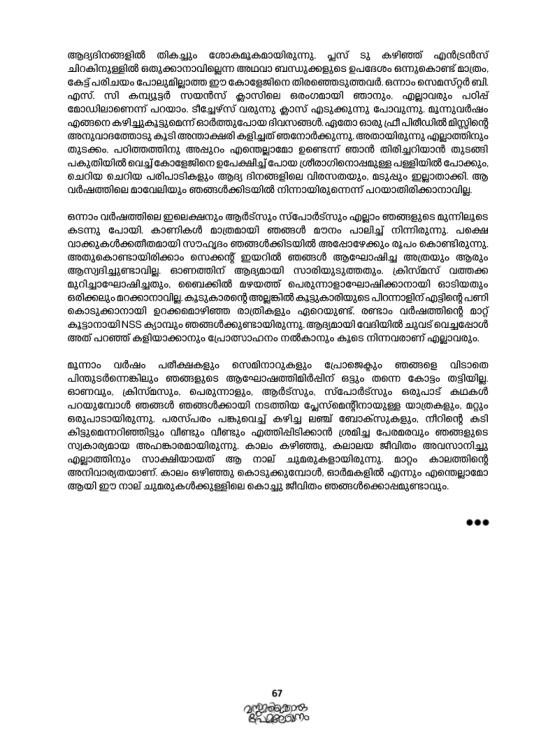 ആദ്യദിനങ്ങളിൽ തികച്ചും ശോകമൂകമായിരുന്നു. പ്ലസ് ടു കഴിഞ്ഞ് എൻട്രൻസ്
ചിറകിനുള്ളിൽ ഒതുക്കാനാവില്ലെന്ന അഥവാ ബന്ധുക്കളുടെ ഉപദേശം ഒന്നുകൊണ്ട് മാത്രം,
കേട്ട് പരിചയം പോലുമില്ലാത്ത ഈ കോളേജിനെ തിരഞ്ഞെടുത്തവർ. ഒന്നാം സെമസ്റ്റർ ബി.
എസ്. സി കമ്പ്യൂട്ടർ സയൻസ് ക്ലാസിലെ ഒരംഗമായി ഞാനും. എല്ലാവരും പഠിപ്പ്
മോഡിലാണെന്ന് പറയാം. ടീച്ചേഴ്സ് വരുന്നു ക്ലാസ് എടുക്കുന്നു പോവുന്നു. മൂന്നുവർഷം
എങ്ങനെ കഴിച്ചുകൂട്ടുമെന്ന് ഓർത്തുപോയ ദിവസങ്ങൾ. ഏതോ ഒരു ഫ്രീ പിരീഡിൽ മിസ്സിന്റെ
അനുവാദത്തോടു കൂടി അന്താക്ഷരി കളിച്ചത് ഞനോർക്കുന്നു. അതായിരുന്നു എല്ലാത്തിനും
തുടക്കം. പഠിത്തത്തിനു അപ്പുറം എന്തെല്ലാമോ ഉണ്ടെന്ന് ഞാൻ തിരിച്ചറിയാൻ തുടങ്ങി
പകുതിയിൽ വെച്ച് കോളേജിനെ ഉപേക്ഷിച്ച് പോയ ശ്രീരാഗിനൊപ്പമുള്ള പള്ളിയിൽ പോക്കും,
ചെറിയ ചെറിയ പരിപാടികളും ആദ്യ ദിനങ്ങളിലെ വിരസതയും, മടുപ്പും ഇല്ലാതാക്കി. ആ
വർഷത്തിലെ മാവേലിയും ഞങ്ങൾക്കിടയിൽ നിന്നായിരുന്നെന്ന് പറയാതിരിക്കാനാവില്ല.
ഒന്നാം വർഷത്തിലെ ഇലെക്ഷനും ആർട്സും സ്പോർട്സും എല്ലാം ഞങ്ങളുടെ മുന്നിലൂടെ
കടന്നു പോയി. കാണികൾ മാത്രമായി ഞങ്ങൾ മൗനം പാലിച്ച് നിന്നിരുന്നു. പക്ഷെ
വാക്കുകൾക്കതീതമായി സൗഹൃദം ഞങ്ങൾക്കിടയിൽ അപ്പോഴേക്കും രൂപം കൊണ്ടിരുന്നു.
അതുകൊണ്ടായിരിക്കാം സെക്കന്റ് ഇയറിൽ ഞങ്ങൾ ആഘോഷിച്ച അത്രയും ആരും
ആസ്വദിച്ചുണ്ടാവില്ല. ഓണത്തിന് ആദ്യമായി സാരിയുടുത്തതും. ക്രിസ്മസ് വത്തക്ക
മുറിച്ചാഘോഷിച്ചതും, ബൈക്കിൽ മഴയത്ത് പെരുന്നാളാഘോഷിക്കാനായി ഓടിയതും
ഒരിക്കലും മറക്കാനാവില്ല. കൂടുകാരന്റെ അല്ലങ്കിൽ കൂട്ടുകാരിയുടെ പിറന്നാളിന് എട്ടിന്റെ പണി
കൊടുക്കാനായി ഉറക്കമൊഴിഞ്ഞ രാത്രികളും ഏറെയുണ്ട്. രണ്ടാം വർഷത്തിന്റെ മാറ്റ്
കൂട്ടാനായി NSS ക്യാമ്പും ഞങ്ങൾക്കുണ്ടായിരുന്നു. ആദ്യമായി വേദിയിൽ ചുവട് വെച്ചപ്പോൾ
അത് പറഞ്ഞ് കളിയാക്കാനും പ്രോത്സാഹനം നൽകാനും കൂടെ നിന്നവരാണ് എല്ലാവരും.
മൂന്നാം വർഷം പരീക്ഷകളും സെമിനാറുകളും പ്രോജെക്ടും ഞങ്ങളെ വിടാതെ
പിന്തുടർന്നെങ്കിലും ഞങ്ങളുടെ ആഘോഷത്തിമിർപ്പിന് ഒട്ടും തന്നെ കോട്ടം തട്ടിയില്ല.
ഓണവും, ക്രിസ്മസും, പെരുന്നാളും, ആർട്സും, സ്പോർട്സും ഒരുപാട് കഥകൾ
പറയുമ്പോൾ ഞങ്ങൾ ഞങ്ങൾക്കായി നടത്തിയ പ്ലേസ്മെന്റിനായുള്ള യാത്രകളും, മറ്റും
ഒരുപാടായിരുന്നു. പരസ്പരം പങ്കുവെച്ച് കഴിച്ച ലഞ്ച് ബോക്സുകളും, നീറിന്റെ കടി
കിട്ടുമെന്നറിഞ്ഞിട്ടും വീണ്ടും വീണ്ടും എത്തിപ്പിടിക്കാൻ ശ്രമിച്ച പേരമരവും ഞങ്ങളുടെ
സ്വകാര്യമായ അഹങ്കാരമായിരുന്നു. കാലം കഴിഞ്ഞു, കലാലയ ജീവിതം അവസാനിച്ചു
എല്ലാത്തിനും സാക്ഷിയായത് ആ നാല് ചുമരുകളായിരുന്നു. മാറ്റം കാലത്തിന്റെ
അനിവാര്യതയാണ്. കാലം ഒഴിഞ്ഞു കൊടുക്കുമ്പോൾ, ഓർമകളിൽ എന്നും എന്തെല്ലാമോ
ആയി ഈ നാല് ചുമരുകൾക്കുള്ളിലെ കൊച്ചു ജീവിതം ഞങ്ങൾക്കൊപ്പമുണ്ടാവും.
67